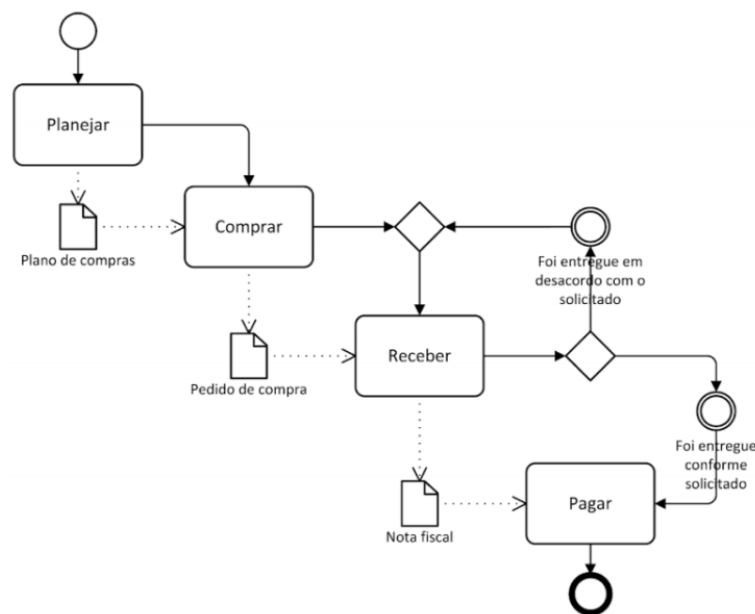 Planejar
Plano de compras
Comprar
Foi entregue em
desacordo com o
solicitado
Pedido de compra
Receber
Foi entregue
conforme
solicitado
Nota fiscal
Pagar